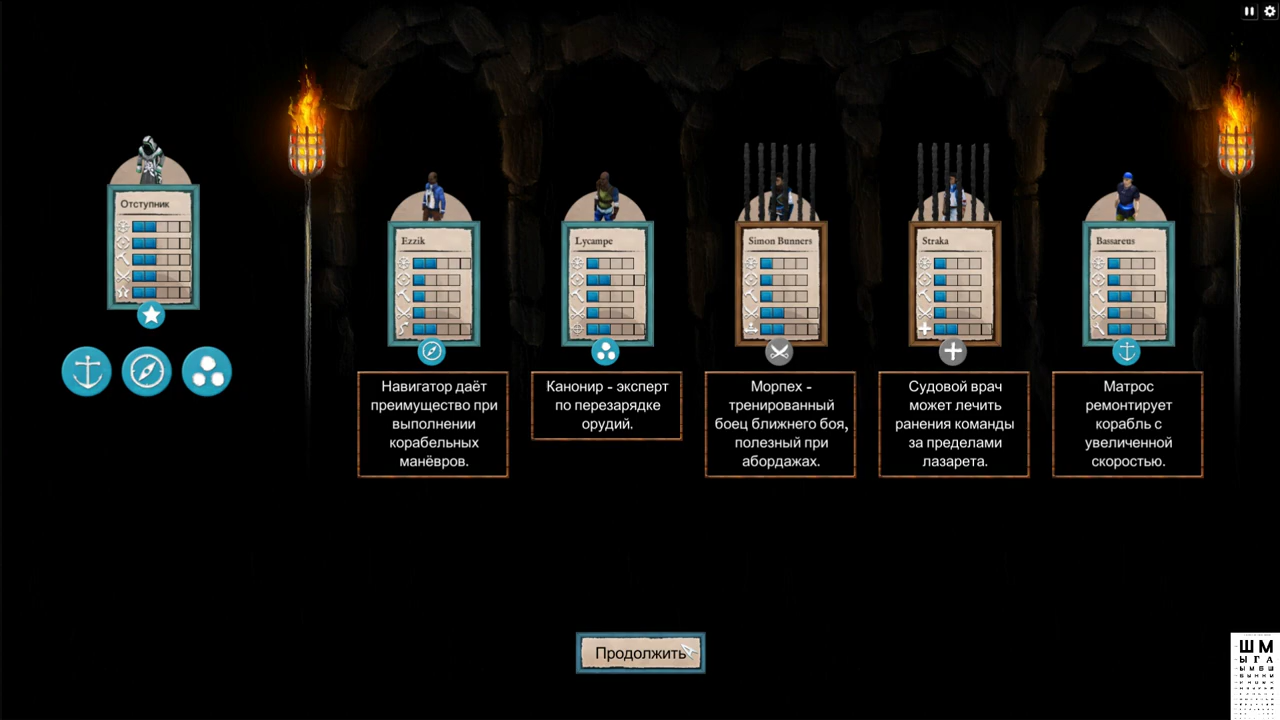 Отступник
Ezzik
Lycampe
Simon Bunners
Straka
Bassareus
Навигатор даёт
преимущество при
выполнении
корабельных
манёвров.
Канонир - эксперт
по перезарядке
орудий.
Морпех -
тренированный
боец ближнего боя,
полезный при
абордажах.
Судовой врач
может лечить
ранения команды
за пределами
лазарета.
Матрос
ремонтирует
корабль с
увеличенной
скоростью.
Продолжить
Ш М
Ы Г А
Ы М Б Ш
Б Ы Н К И